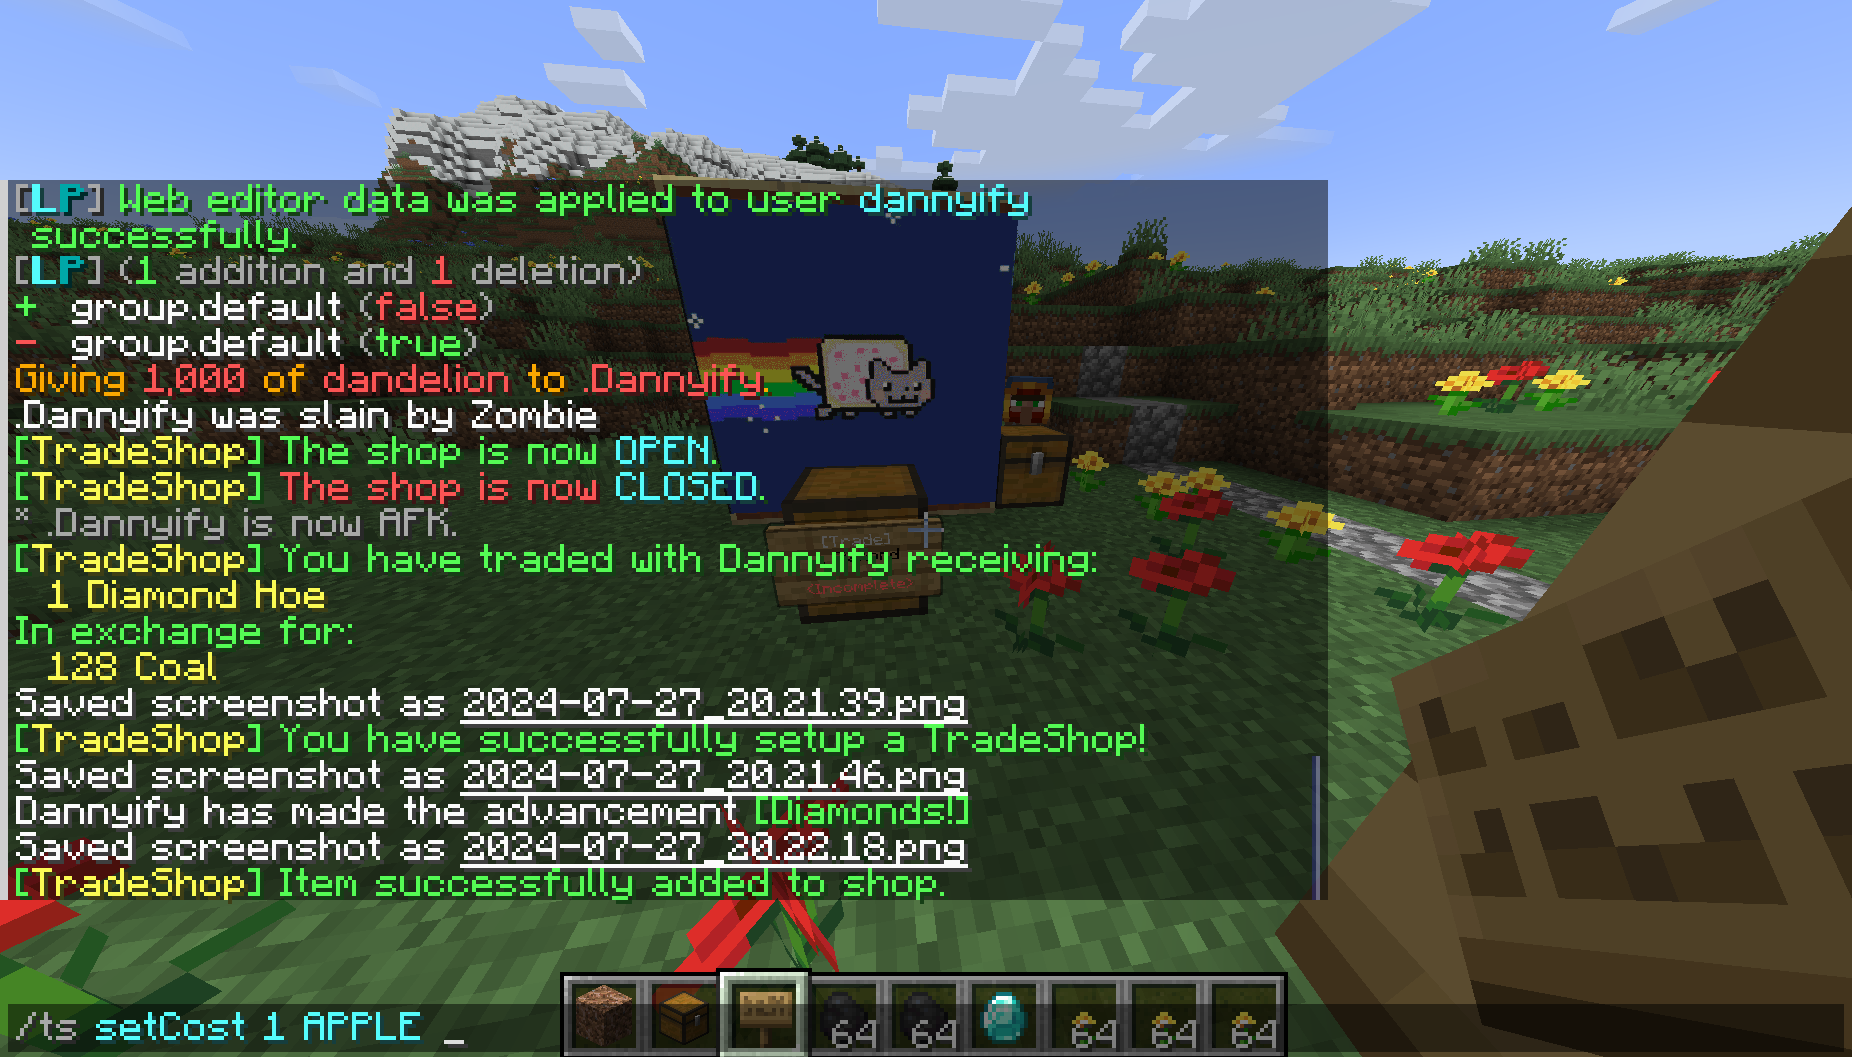 [LP] Web editor data was applied to user dannyify
successfully.
[LP] (1 addition and 1 deletion)
+ group.default (false)
- group.default (true)
Giving 1,000 of dandelion to .Dannyify.
.Dannyify was slain by Zombie
[TradeShop] The shop is now OPEN.
[TradeShop] The shop is now CLOSED.
* .Dannyify is now AFK.
[TradeShop] You have traded with Dannyify receiving:
1 Diamond Hoe
In exchange for:
128 Coal
Saved screenshot as 2024-07-27_20.21.39.png
[TradeShop] You have successfully setup a TradeShop!
Saved screenshot as 2024-07-27_20.21.46.png
Dannyify has made the advancement [Diamonds!]
Saved screenshot as 2024-07-27_20.22.18.png
[TradeShop] Item successfully added to shop.
[Trade]
<Incomplete>
/ts setCost 1 APPLE _
64 64 64 64 64